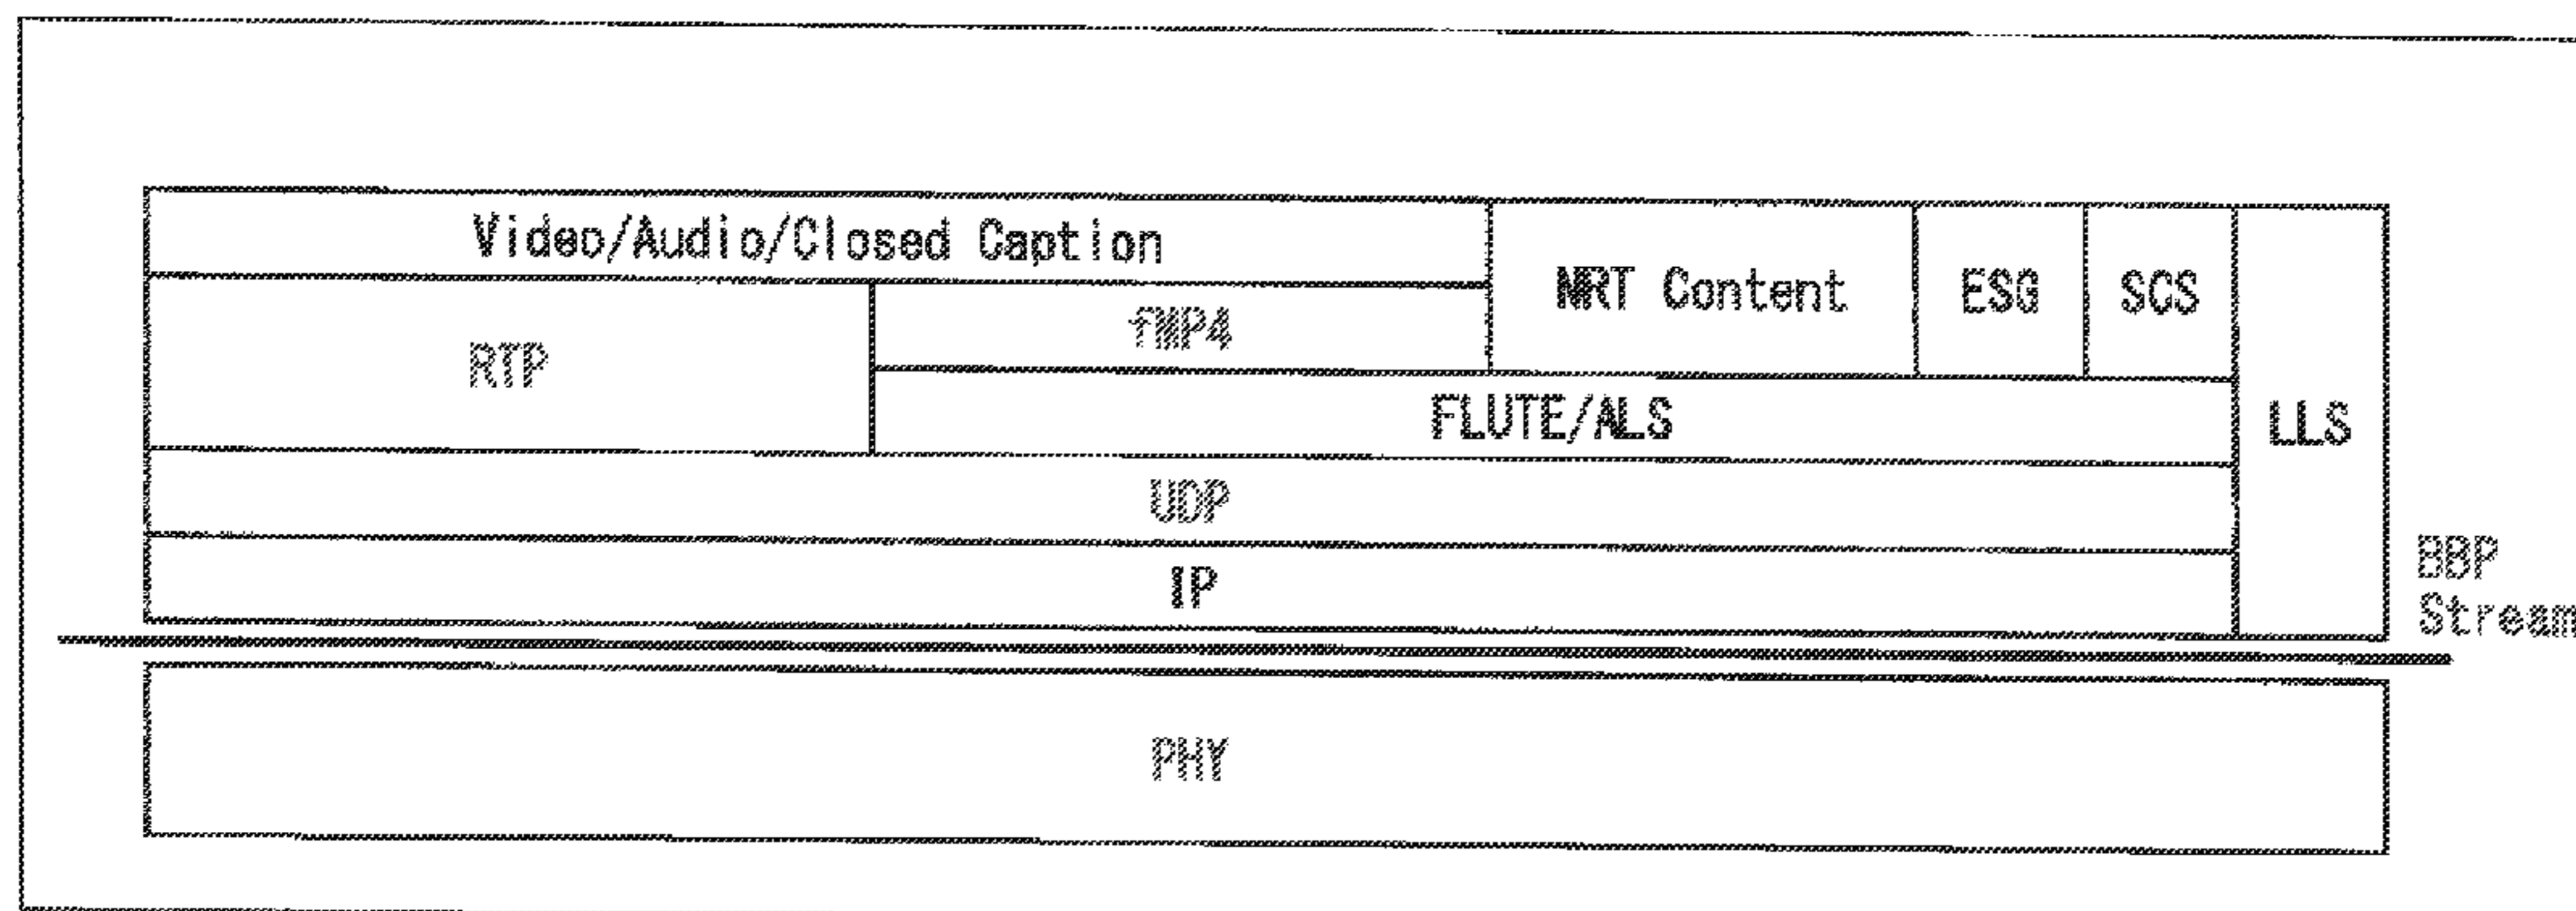 Video/Audio/Closed Caption
NRT Content
ESG
SCS
fMP4
RTP
FLUTE/ALS
LLS
UDP
IP
BBP
Stream
PHY